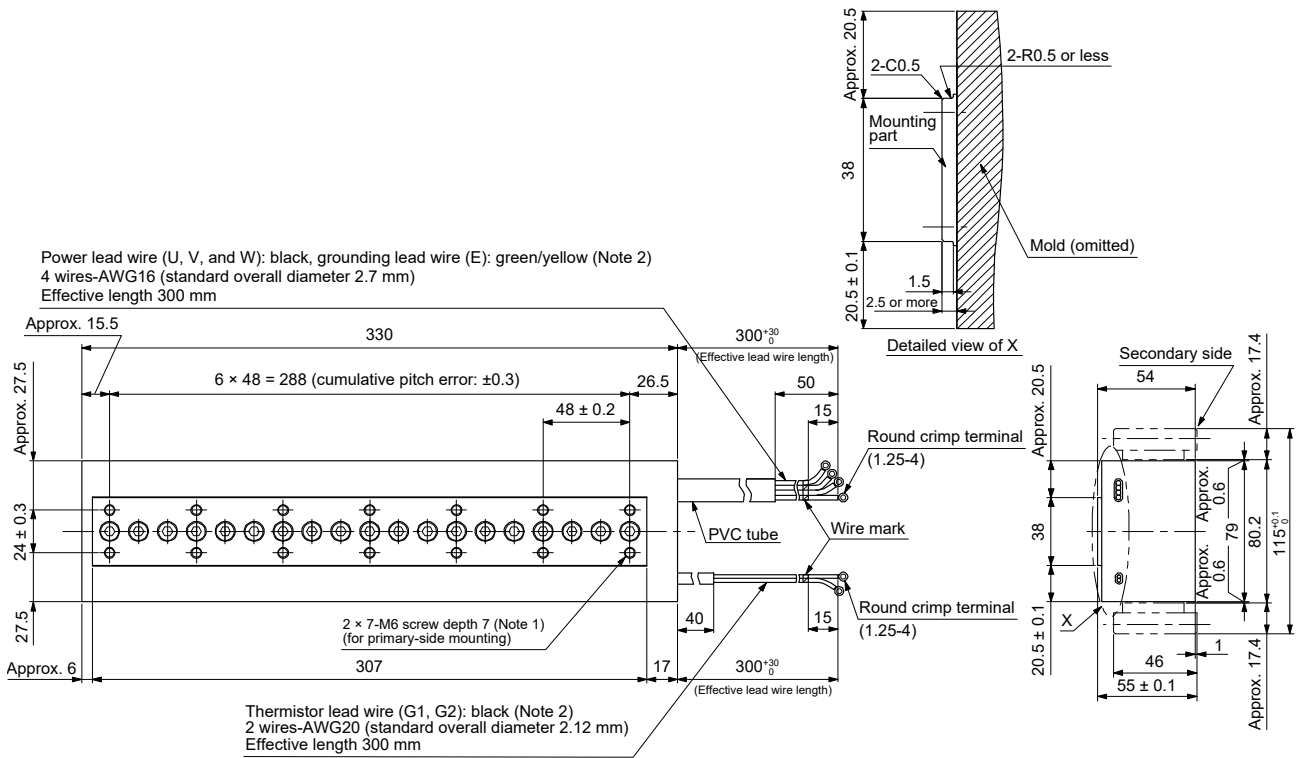 Approx. 20.5
2-C0.5
2-R0.5 or less
Mounting
part
38
Mold (omitted)
20.5 ± 0.1
1.5
2.5 or more
Detailed view of X
Power lead wire (U, V, and W): black, grounding lead wire (E): green/yellow (Note 2)
4 wires-AWG16 (standard overall diameter 2.7 mm)
Effective length 300 mm
Approx. 15.5
330
300 +30 0
(Effective lead wire length)
Approx. 27.5
6 × 48 = 288 (cumulative pitch error: ±0.3)
26.5
50
48 ± 0.2
15
Round crimp terminal
(1.25-4)
24 ± 0.3
PVC tube
Wire mark
27.5
2 × 7-M6 screw depth 7 (Note 1)
(for primary-side mounting)
40
15
Round crimp terminal
(1.25-4)
Approx. 6
307
17
300 +30 0
(Effective lead wire length)
Thermistor lead wire (G1, G2): black (Note 2)
2 wires-AWG20 (standard overall diameter 2.12 mm)
Effective length 300 mm
Secondary side
54
Approx. 17.4
Approx. 20.5
38
20.5 ± 0.1
Approx.
0.6
Approx.
0.6
79
80.2
115 +0.1 0
X
1
46
55 ± 0.1
Approx. 17.4